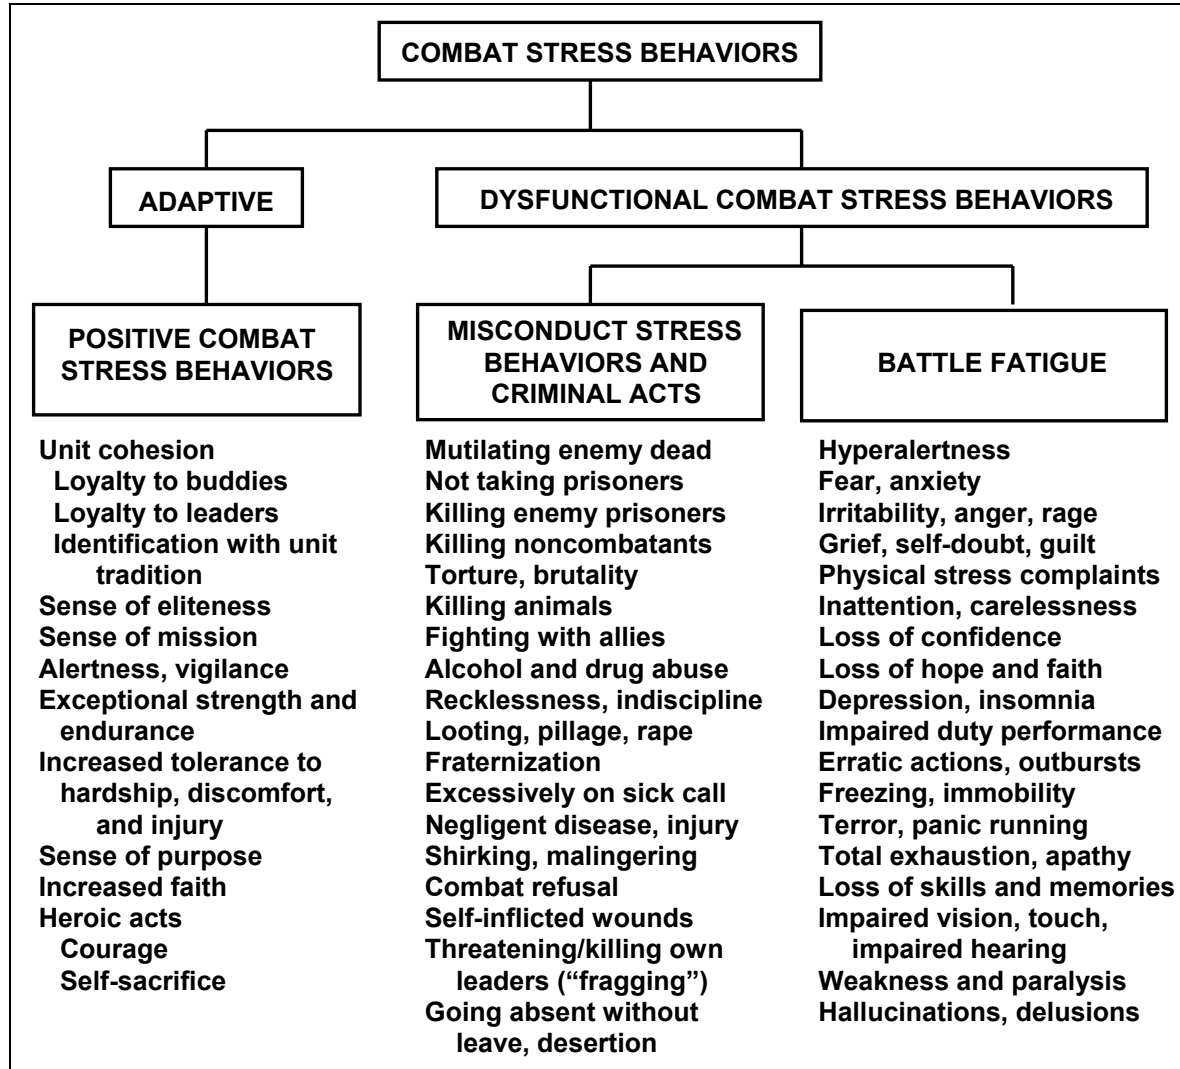 COMBAT STRESS BEHAVIORS
ADAPTIVE
DYSFUNCTIONAL COMBAT STRESS BEHAVIORS
POSITIVE COMBAT
STRESS BEHAVIORS
MISCONDUCT STRESS
BEHAVIORS AND
CRIMINAL ACTS
BATTLE FATIGUE
Unit cohesion
Loyalty to buddies
Loyalty to leaders
Identification with unit
tradition
Sense of eliteness
Sense of mission
Alertness, vigilance
Exceptional strength and
endurance
Increased tolerance to
hardship, discomfort,
and injury
Sense of purpose
Increased faith
Heroic acts
Courage
Self-sacrifice
Mutilating enemy dead
Not taking prisoners
Killing enemy prisoners
Killing noncombatants
Torture, brutality
Killing animals
Fighting with allies
Alcohol and drug abuse
Recklessness, indiscipline
Looting, pillage, rape
Fraternization
Excessively on sick call
Negligent disease, injury
Shirking, malingering
Combat refusal
Self-inflicted wounds
Threatening/killing own
leaders (“fragging”)
Going absent without
leave, desertion
Hyperalertness
Fear, anxiety
Irritability, anger, rage
Grief, self-doubt, guilt
Physical stress complaints
Inattention, carelessness
Loss of confidence
Loss of hope and faith
Depression, insomnia
Impaired duty performance
Erratic actions, outbursts
Freezing, immobility
Terror, panic running
Total exhaustion, apathy
Loss of skills and memories
Impaired vision, touch,
impaired hearing
Weakness and paralysis
Hallucinations, delusions